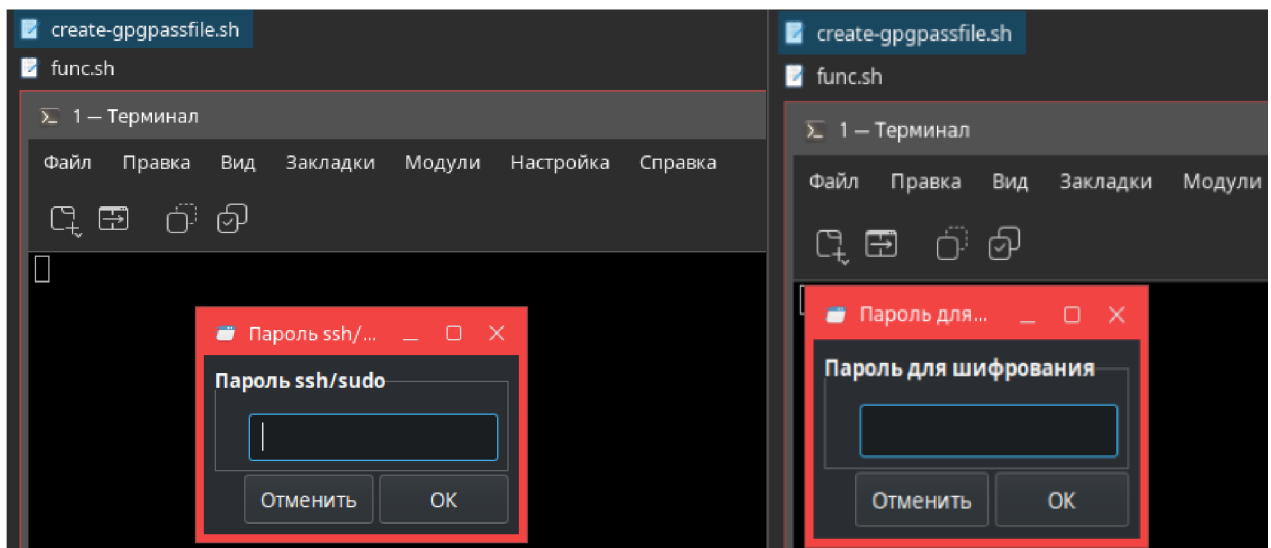 create-gpgpassfile.sh
func.sh
1 — Терминал
Файл Правка Вид Закладки Модули Настройка Справка
Пароль ssh/...
Пароль ssh/sudo
Отменить OK
create-gpgpassfile.sh
func.sh
1 — Терминал
Файл Правка Вид Закладки Модули
Пароль для...
Пароль для шифрования
Отменить OK